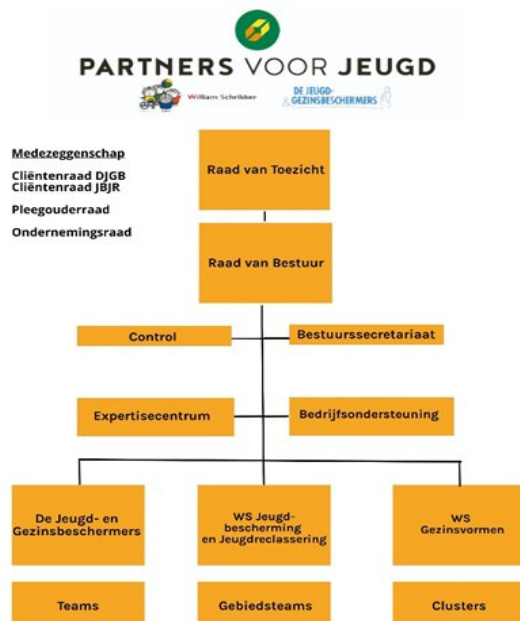 PARTNERS VOOR JEUGD
William Schrikker
DE JEUGD-
& GEZINSBESCHERMERS
Medezeggenschap
Cliëntenraad DJGB
Cliëntenraad JBJR
Pleegouderraad
Ondernemingsraad
Raad van Toezicht
Raad van Bestuur
Control
Bestuurssecretariaat
Expertisecentrum
Bedrijfsondersteuning
De Jeugd- en
Gezinsbeschermers
WS Jeugd-
bescherming
en Jeugdreclassering
WS
Gezinsvormen
Teams
Gebiedsteams
Clusters